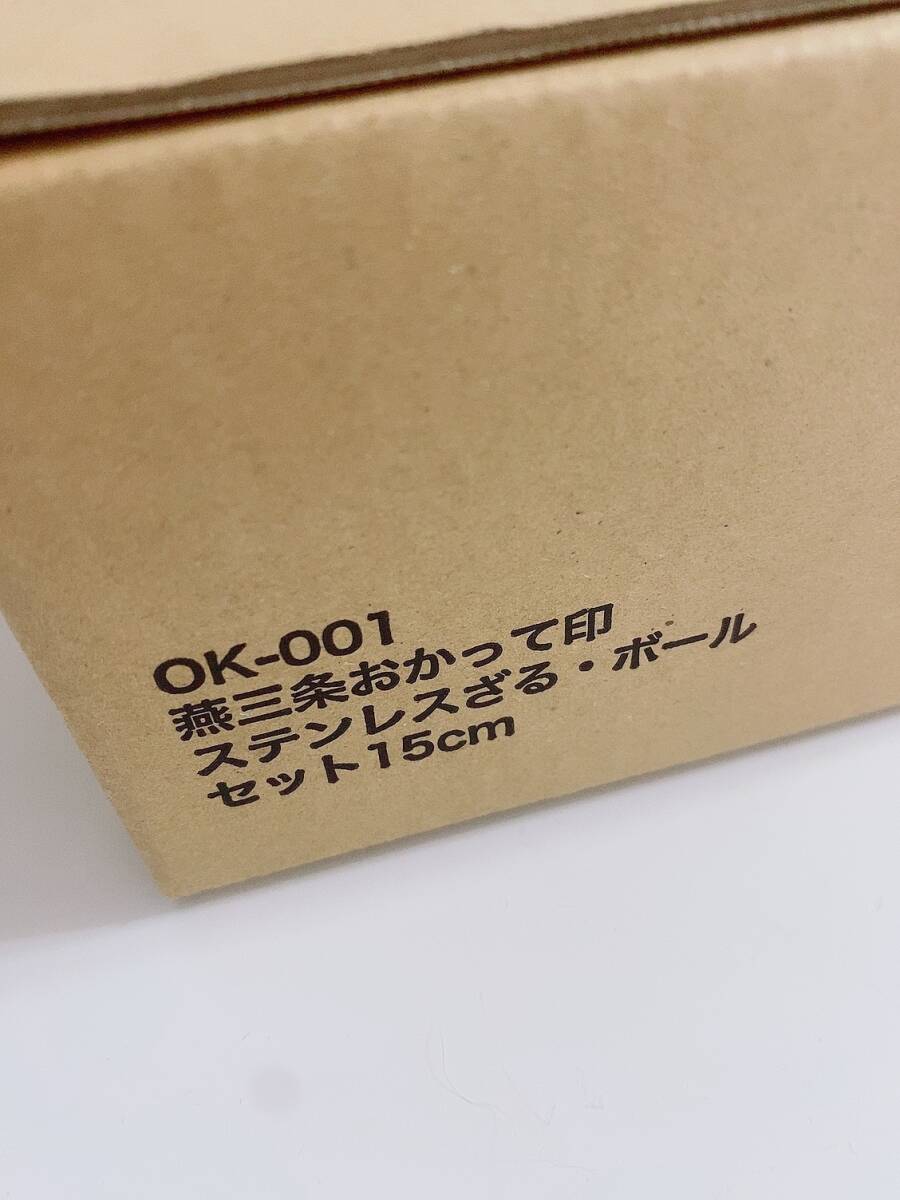 OK-001
燕三条おかって印
ステンレスざる・ボール
セット15cm